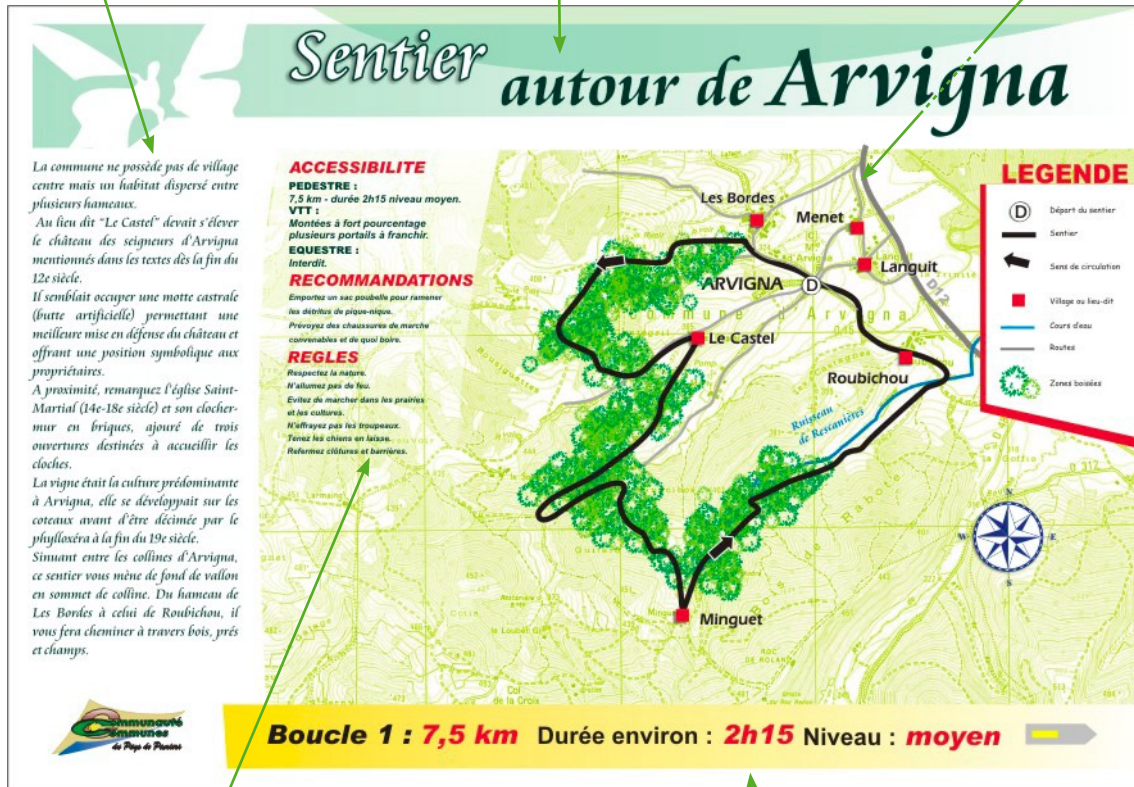 Sentier
autour de Arvigna
La commune ne possède pas de village
centre mais un habitat dispersé entre
plusieurs hameaux.
Au lieu dit "Le Castel" devait s'élever
le château des seigneurs d'Arvigna
mentionnés dans les textes dès la fin du
12e siècle.
Il semblait occuper une motte castrale
(butte artificielle) permettant une
meilleure mise en défense du château et
offrant une position symbolique aux
propriétaires.
A proximité, remarquez l'église Saint-
Martial (14e-18e siècle) et son clocher-
mur en briques, ajouré de trois
ouvertures destinées à accueillir les
cloches.
La vigne était la culture prédominante
à Arvigna, elle se développait sur les
coteaux avant d'être décimée par le
phylloxéra à la fin du 19e siècle.
Sinuant entre les collines d'Arvigna,
ce sentier vous mène de fond de vallon
en sommet de colline. Du hameau de
Les Bordes à celui de Roubichou, il
vous fera cheminer à travers bois, prés
et champs.
ACCESSIBILITE
PEDESTRE :
7,5 km - durée 2h15 niveau moyen.
VTT :
Montées à fort pourcentage
plusieurs portails à franchir.
EQUESTRE :
Interdit.
RECOMMANDATIONS
Emportez un sac poubelle pour ramener
les détritus de pique-nique.
Prévoyez des chaussures de marche
convenables et de quoi boire.
REGLES
Respectez la nature.
N'allumez pas de feu.
Evitez de marcher dans les prairies
et les cultures.
N'effrayez pas les troupeaux.
Tenez les chiens en laisse.
Refermez clôtures et barrières.
Les Bordes
Menet
Languit
ARVIGNA
D
D12
Commune d'Arvigna
Le Castel
Roubichou
Ruisseau
de Rescanières
Minguet
D 312
N
W
E
S
ROC
DE ROLAND
Col
de la Croix
LEGENDE
D Départ du sentier
Sentier
Sens de circulation
Village ou lieu-dit
Cours d'eau
Routes
Zones boisées
Communauté
Communes
du Pays de Pamiers
Boucle 1 : 7,5 km Durée environ : 2h15 Niveau : moyen